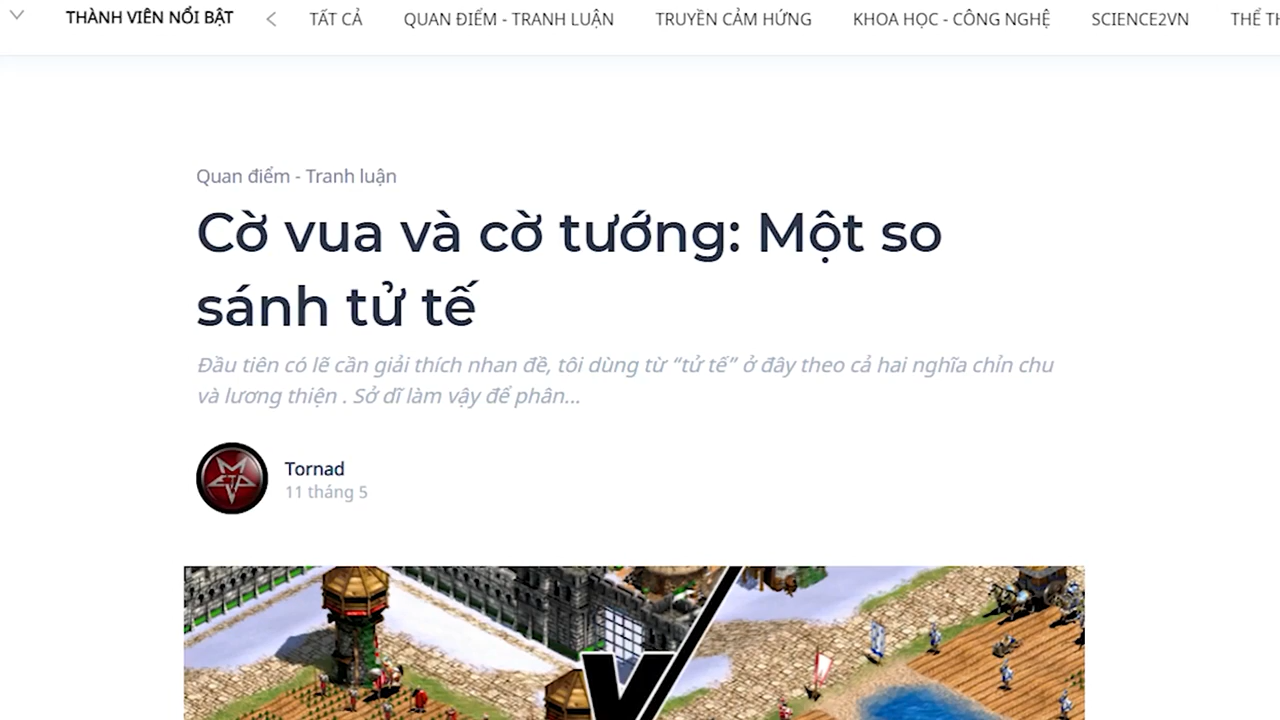 THÀNH VIÊN NỔI BẬT
TẤT CẢ
QUAN ĐIỂM - TRANH LUẬN
TRUYỀN CẢM HỨNG
KHOA HỌC - CÔNG NGHỆ
SCIENCE2VN
THỂ TH
Quan điểm - Tranh luận
Cờ vua và cờ tướng: Một so
sánh tử tế
Đầu tiên có lẽ cần giải thích nhan đề, tôi dùng từ “tử tế” ở đây theo cả hai nghĩa chỉn chu
và lương thiện . Sở dĩ làm vậy để phân...
Tornad
11 tháng 5
V